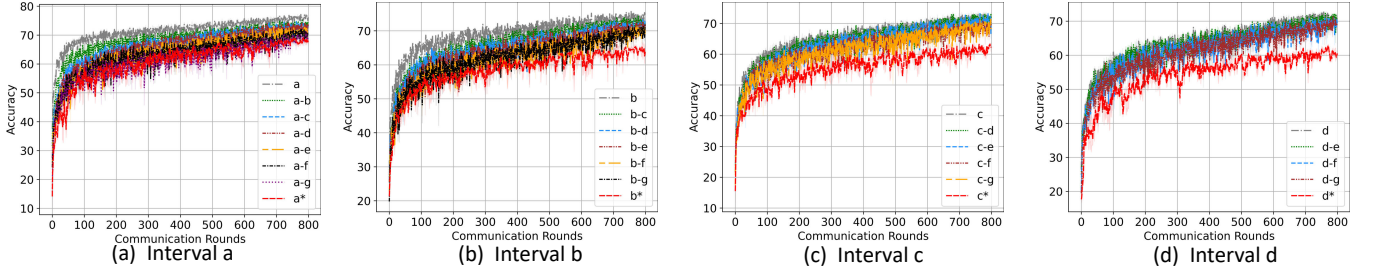 80
70
60
50
40
30
20
10
0 100 200 300 400 500 600 700 800
Accuracy
Communication Rounds
a
a-b
a-c
a-d
a-e
a-f
a-g
a*
(a) Interval a
70
60
50
40
30
20
0 100 200 300 400 500 600 700 800
Accuracy
Communication Rounds
b
b-c
b-d
b-e
b-f
b-g
b*
(b) Interval b
70
60
50
40
30
20
10
0 100 200 300 400 500 600 700 800
Accuracy
Communication Rounds
c
c-d
c-e
c-f
c-g
c*
(c) Interval c
70
60
50
40
30
20
0 100 200 300 400 500 600 700 800
Accuracy
Communication Rounds
d
d-e
d-f
d-g
d*
(d) Interval d